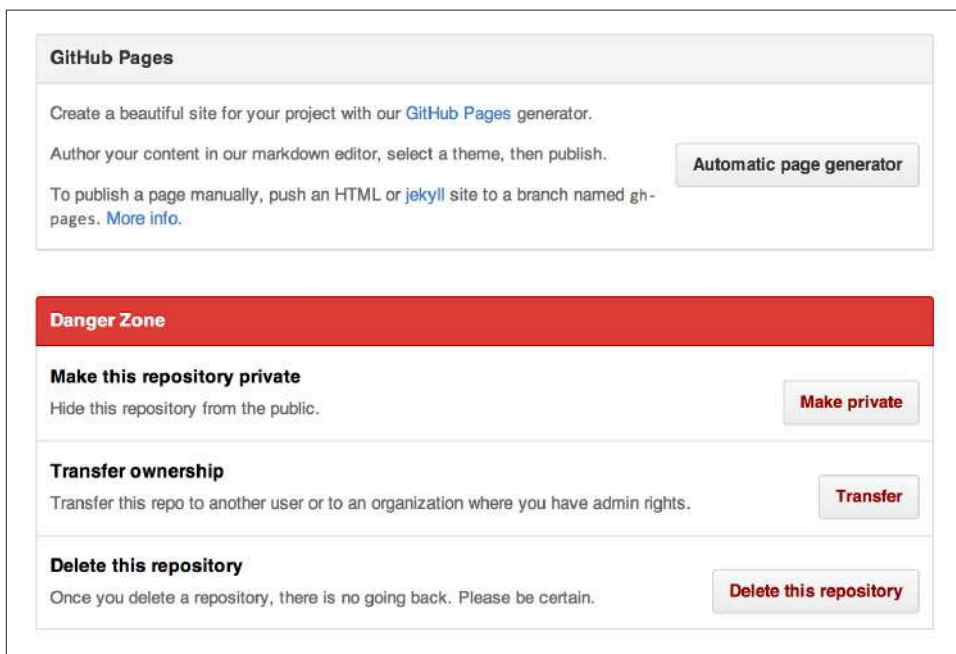 GitHub Pages
Create a beautiful site for your project with our GitHub Pages generator.
Author your content in our markdown editor, select a theme, then publish.
Automatic page generator
To publish a page manually, push an HTML or jekyll site to a branch named gh-
pages. More info.
Danger Zone
Make this repository private
Hide this repository from the public.
Make private
Transfer ownership
Transfer this repo to another user or to an organization where you have admin rights.
Transfer
Delete this repository
Once you delete a repository, there is no going back. Please be certain.
Delete this repository